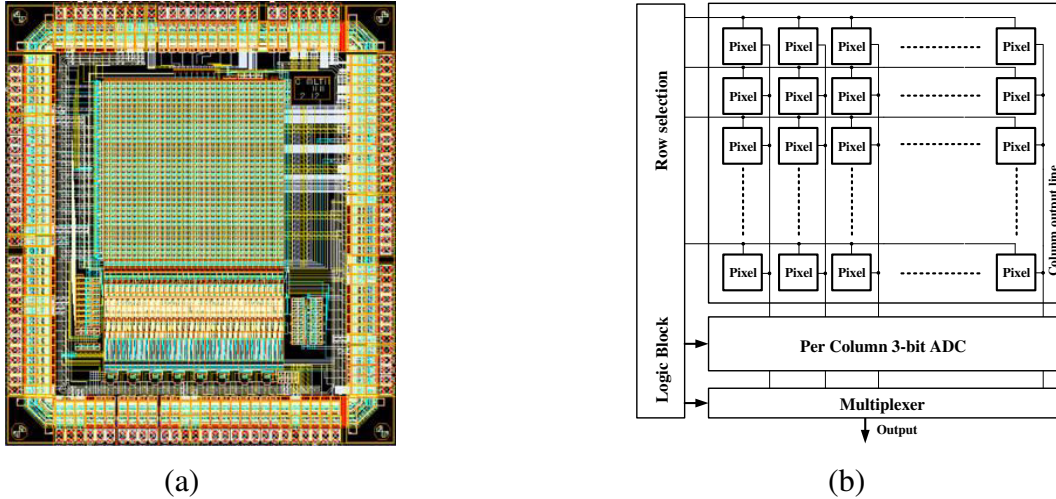 Row selection
Logic Block
Pixel Pixel Pixel Pixel
Pixel Pixel Pixel Pixel
Pixel Pixel Pixel Pixel
Pixel Pixel Pixel Pixel
Column output line
Per Column 3-bit ADC
Multiplexer
Output
(a)
(b)